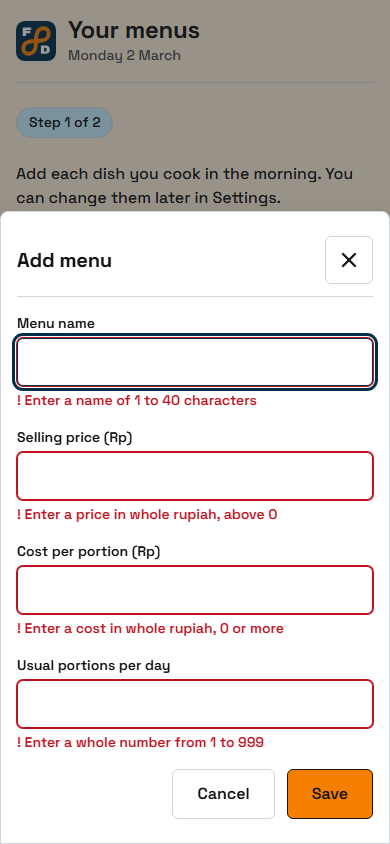 F D
Your menus
Monday 2 March
Step 1 of 2
Add each dish you cook in the morning. You
can change them later in Settings.
Add menu
Menu name
! Enter a name of 1 to 40 characters
Selling price (Rp)
! Enter a price in whole rupiah, above 0
Cost per portion (Rp)
! Enter a cost in whole rupiah, 0 or more
Usual portions per day
! Enter a whole number from 1 to 999
Cancel
Save